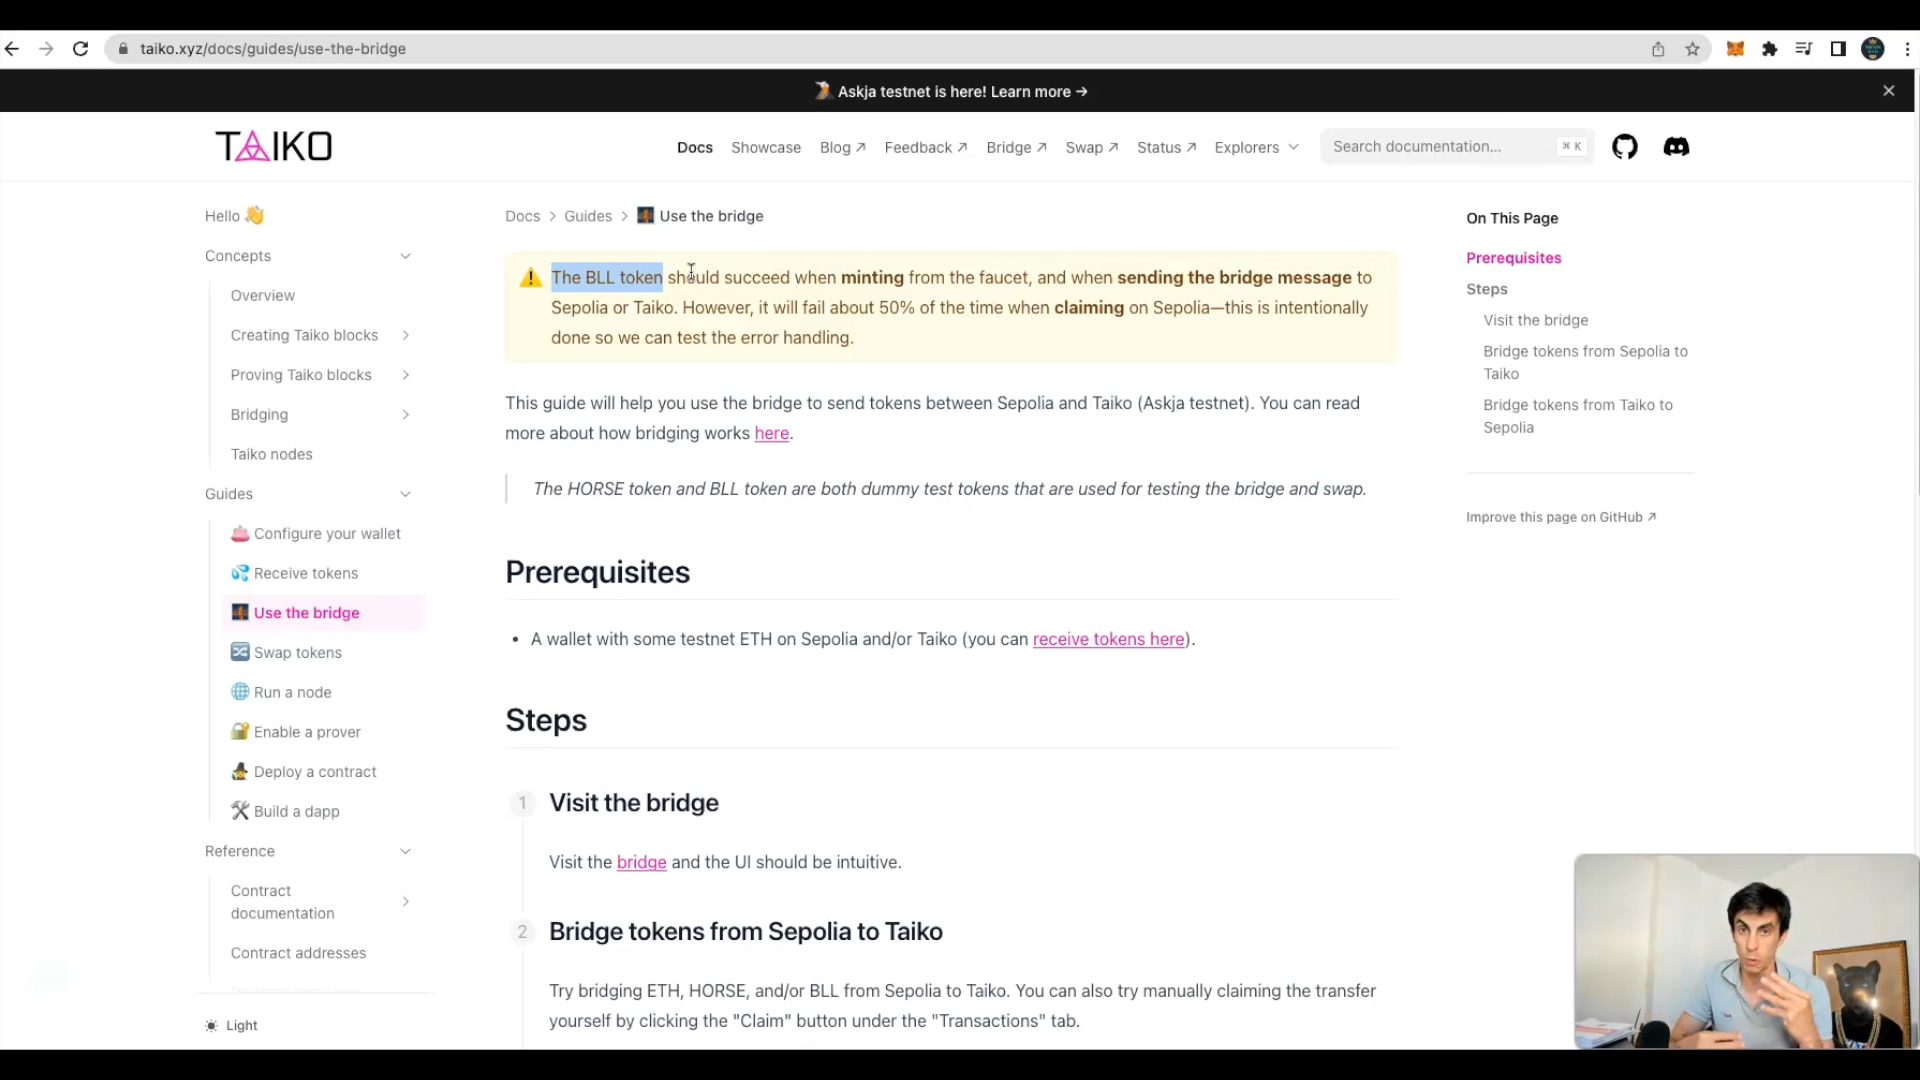 taiko.xyz/docs/guides/use-the-bridge
Askja testnet is here! Learn more →
TAIKO
Docs Showcase Blog ↗ Feedback ↗ Bridge ↗ Swap ↗ Status ↗ Explorers Search documentation... ⌘ K
Hello 👋
Concepts
Overview
Creating Taiko blocks
Proving Taiko blocks
Bridging
Taiko nodes
Guides
Configure your wallet
Receive tokens
Use the bridge
Swap tokens
Run a node
Enable a prover
Deploy a contract
Build a dapp
Reference
Contract
documentation
Contract addresses
Light
Docs > Guides > Use the bridge
The BLL token should succeed when minting from the faucet, and when sending the bridge message to
Sepolia or Taiko. However, it will fail about 50% of the time when claiming on Sepolia—this is intentionally
done so we can test the error handling.
This guide will help you use the bridge to send tokens between Sepolia and Taiko (Askja testnet). You can read
more about how bridging works here.
The HORSE token and BLL token are both dummy test tokens that are used for testing the bridge and swap.
Prerequisites
• A wallet with some testnet ETH on Sepolia and/or Taiko (you can receive tokens here).
Steps
1 Visit the bridge
Visit the bridge and the UI should be intuitive.
2 Bridge tokens from Sepolia to Taiko
Try bridging ETH, HORSE, and/or BLL from Sepolia to Taiko. You can also try manually claiming the transfer
yourself by clicking the "Claim" button under the "Transactions" tab.
On This Page
Prerequisites
Steps
Visit the bridge
Bridge tokens from Sepolia to
Taiko
Bridge tokens from Taiko to
Sepolia
Improve this page on GitHub ↗